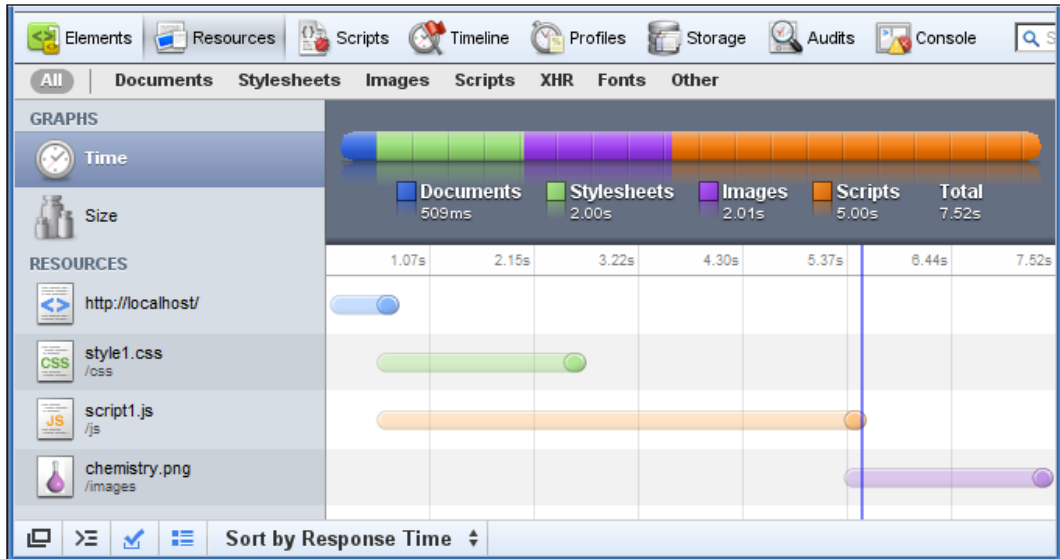 Elements Resources Scripts Timeline Profiles Storage Audits Console S
All Documents Stylesheets Images Scripts XHR Fonts Other
GRAPHS
Time
Size
Documents Stylesheets Images Scripts Total
509ms 2.00s 2.01s 5.00s 7.52s
RESOURCES
1.07s 2.15s 3.22s 4.30s 5.37s 6.44s 7.52s
<> http://localhost/
CSS style1.css
/css
JS script1.js
/js
chemistry.png
/images
Sort by Response Time